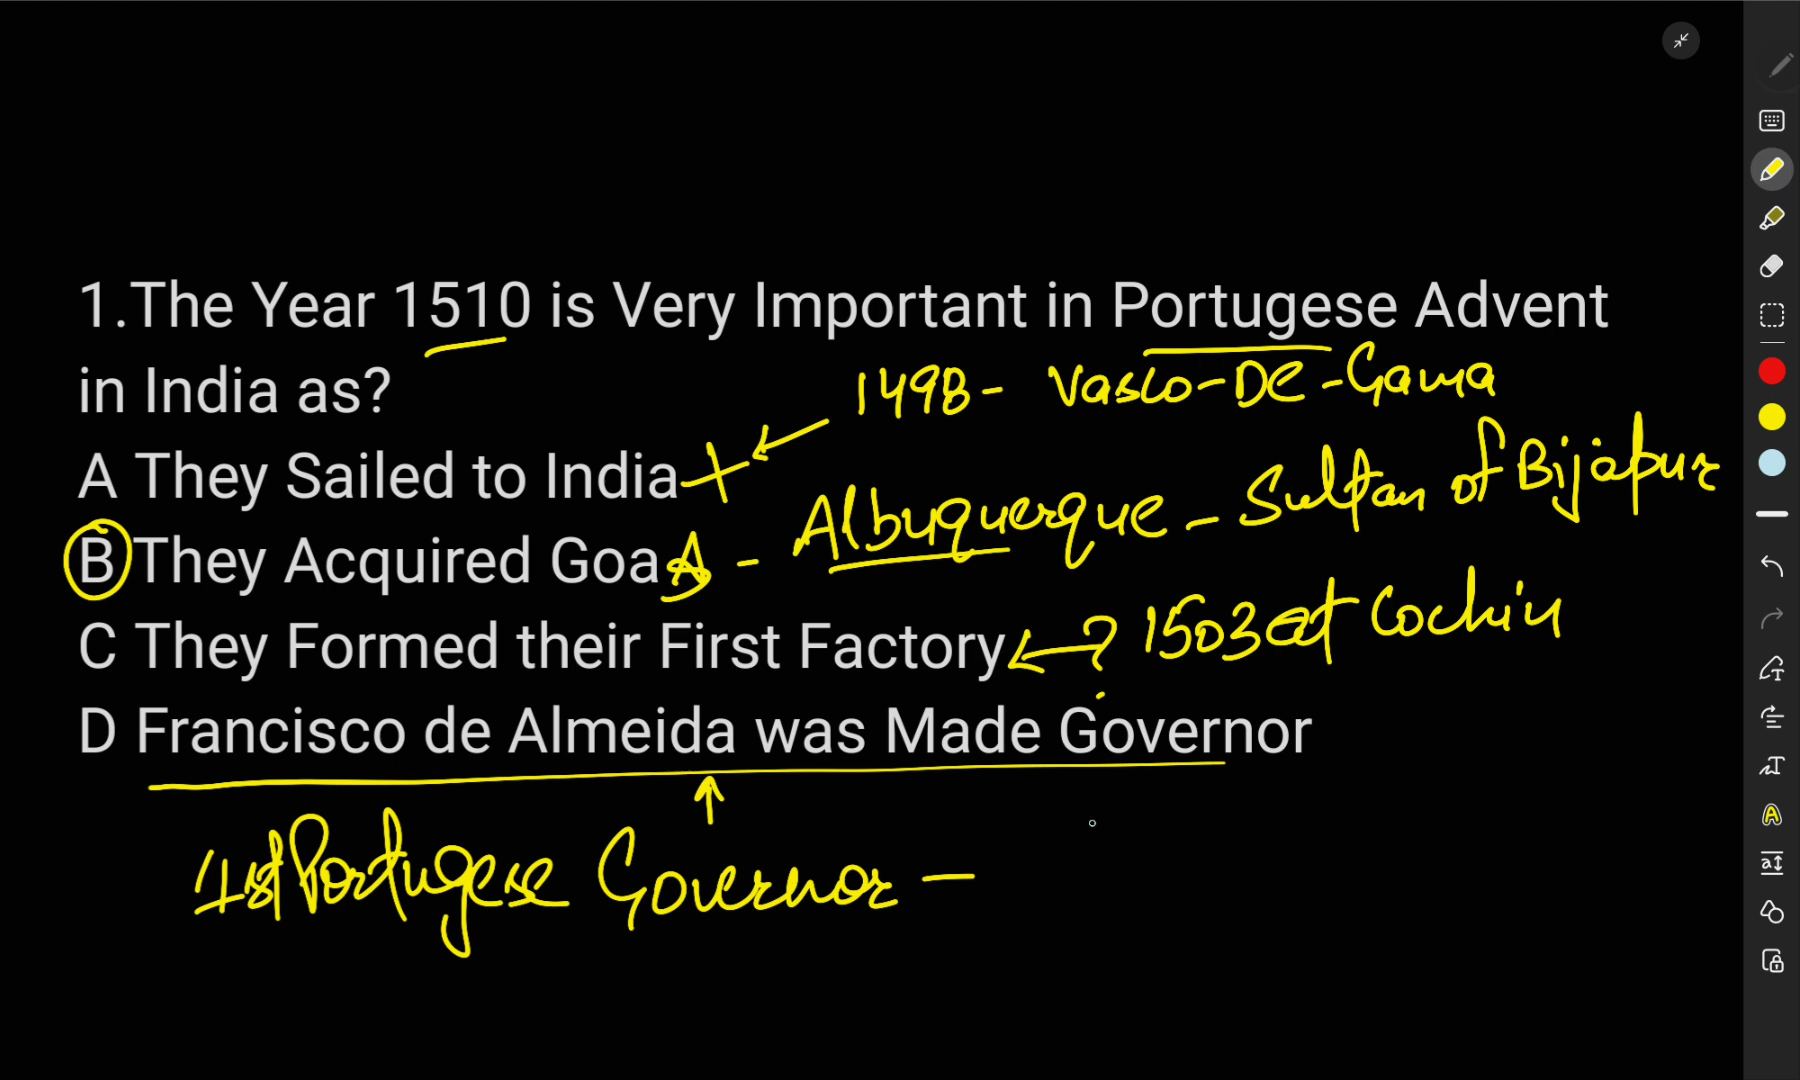 1.The Year 1510 is Very Important in Portugese Advent
in India as?
1498 - Vasco-De-Gama
A They Sailed to India
B They Acquired Goa - Albuquerque - Sultan of Bijapur
C They Formed their First Factory ? 1503 at Cochin
D Francisco de Almeida was Made Governor
1st Portugese Governor -